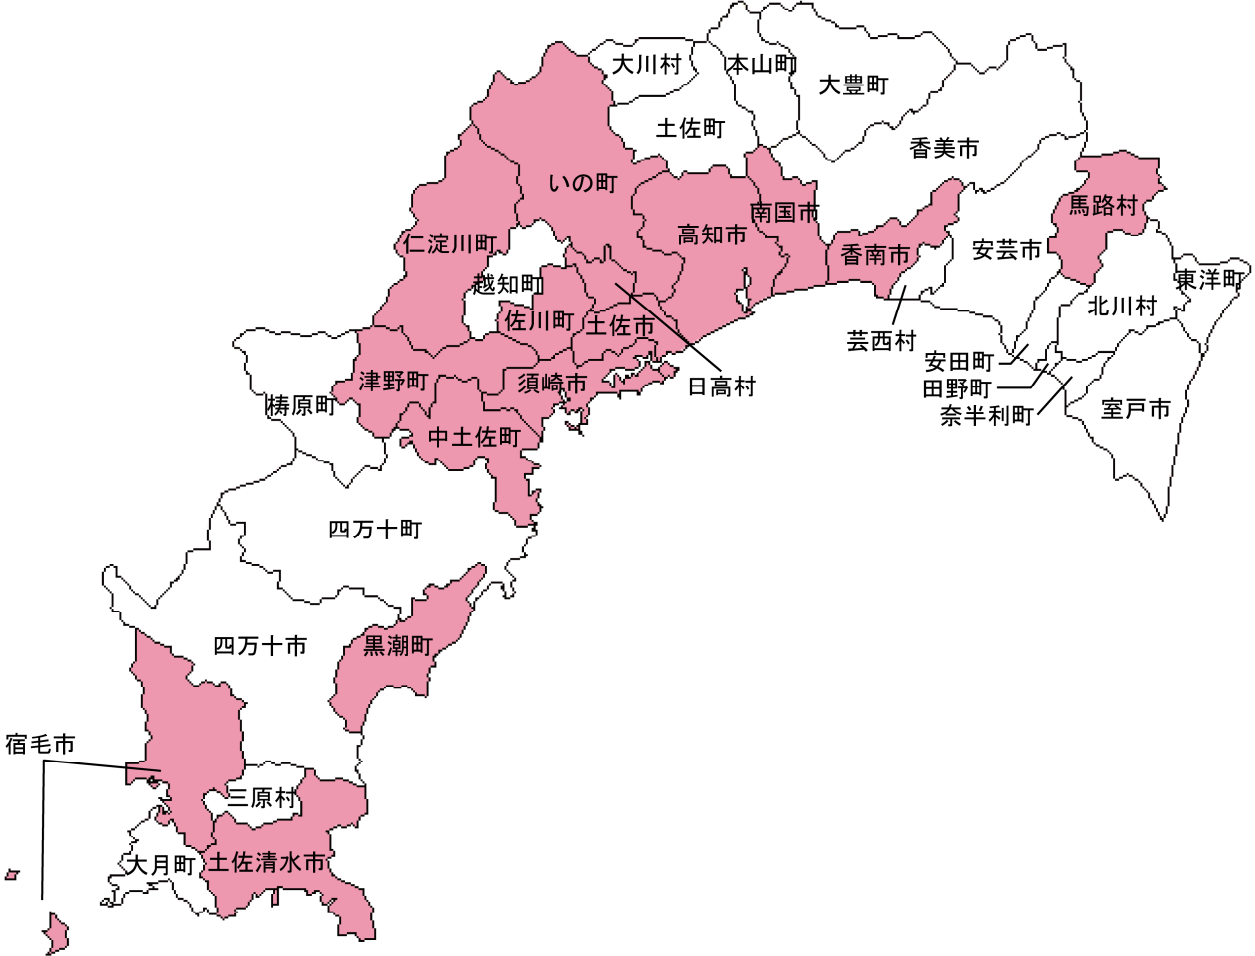 大川村
本山町
大豊町
土佐町
香美市
いの町
馬路村
南国市
高知市
仁淀川町
香南市
安芸市
東洋町
越知町
北川村
佐川町
土佐市
芸西村
安田町
津野町
須崎市
日高村
田野町
梼原町
奈半利町
室戸市
中土佐町
四万十町
四万十市
黒潮町
宿毛市
三原村
大月町
土佐清水市